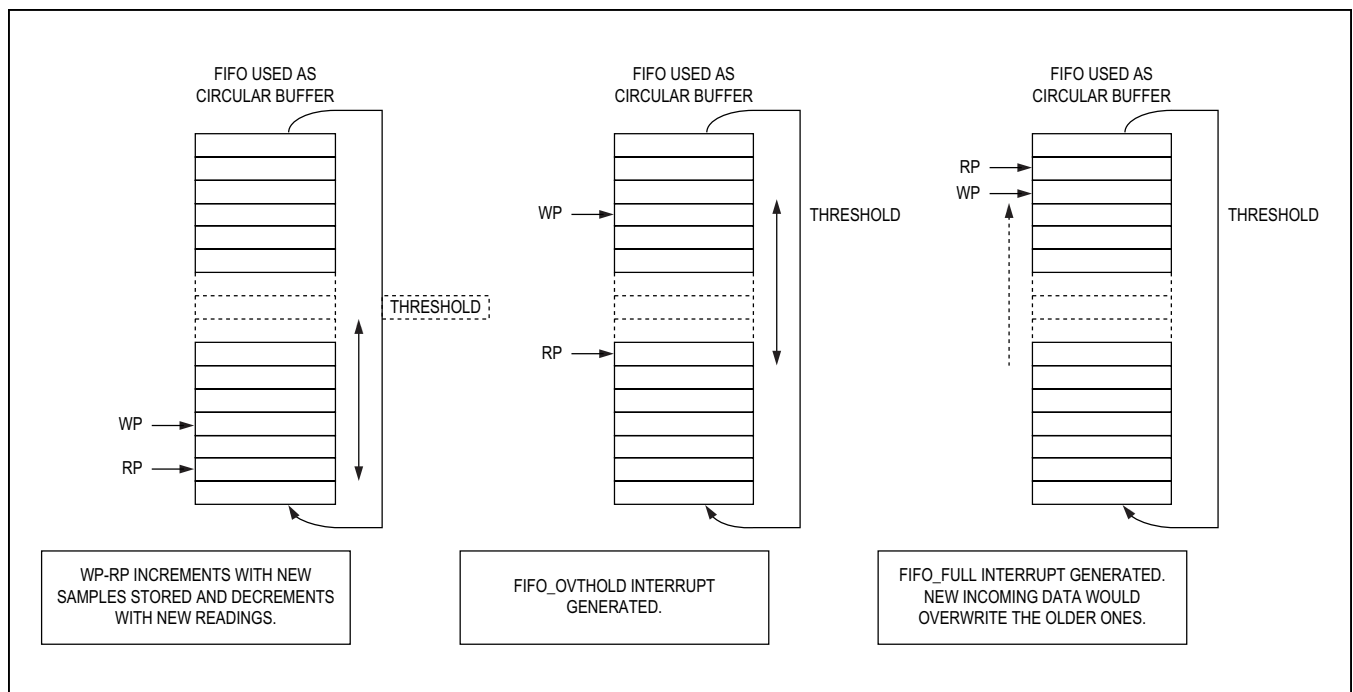 FIFO USED AS
CIRCULAR BUFFER
WP
RP
THRESHOLD
WP-RP INCREMENTS WITH NEW
SAMPLES STORED AND DECREMENTS
WITH NEW READINGS.
FIFO USED AS
CIRCULAR BUFFER
WP
RP
THRESHOLD
FIFO_OVTHOLD INTERRUPT
GENERATED.
FIFO USED AS
CIRCULAR BUFFER
RP
WP
THRESHOLD
FIFO_FULL INTERRUPT GENERATED.
NEW INCOMING DATA WOULD
OVERWRITE THE OLDER ONES.